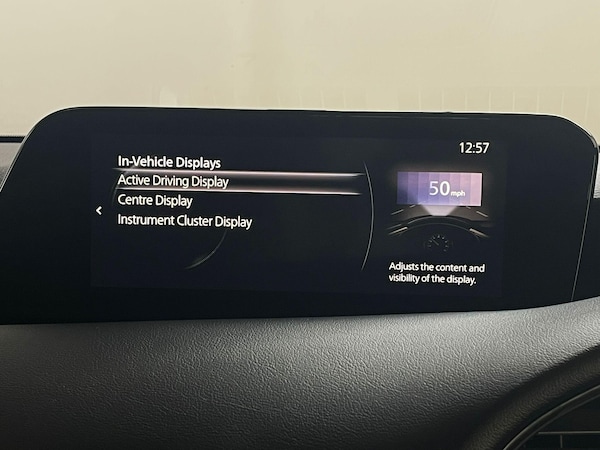 12:57
In-Vehicle Displays
Active Driving Display
Centre Display
Instrument Cluster Display
50 mph
Adjusts the content and
visibility of the display.